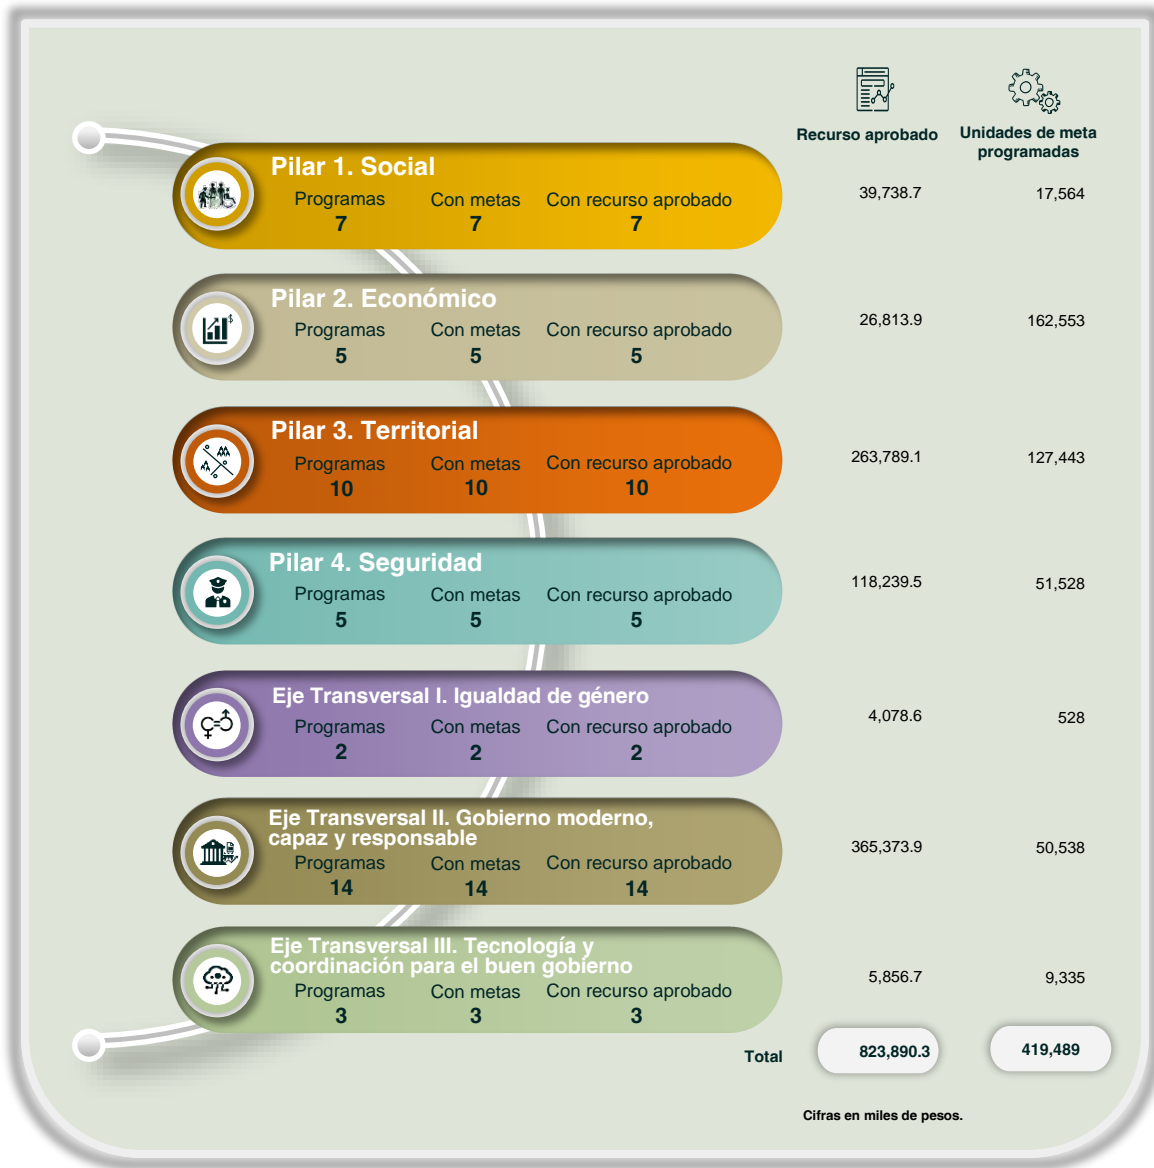 Recurso aprobado
Unidades de meta
programadas
Pilar 1. Social
Programas Con metas Con recurso aprobado
7 7 7
39,738.7 17,564
Pilar 2. Económico
Programas Con metas Con recurso aprobado
5 5 5
26,813.9 162,553
Pilar 3. Territorial
Programas Con metas Con recurso aprobado
10 10 10
263,789.1 127,443
Pilar 4. Seguridad
Programas Con metas Con recurso aprobado
5 5 5
118,239.5 51,528
Eje Transversal I. Igualdad de género
Programas Con metas Con recurso aprobado
2 2 2
4,078.6 528
Eje Transversal II. Gobierno moderno,
capaz y responsable
Programas Con metas Con recurso aprobado
14 14 14
365,373.9 50,538
Eje Transversal III. Tecnología y
coordinación para el buen gobierno
Programas Con metas Con recurso aprobado
3 3 3
5,856.7 9,335
Total 823,890.3 419,489
Cifras en miles de pesos.